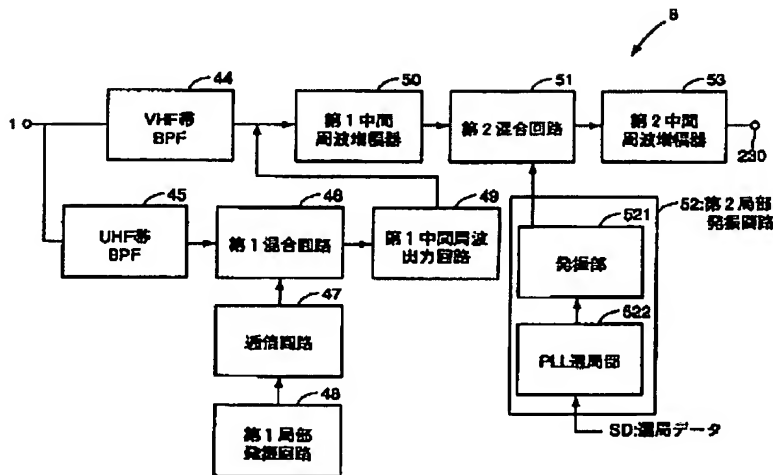 8
44
50
51
53
1
VHF帯
BPF
第1中間
周波増幅器
第2混合回路
第2中間
周波増幅器
230
45
48
49
52:第2局部
発振回路
UHF帯
BPF
第1混合回路
第1中間周波
出力回路
521
発振部
47
逓倍回路
522
PLL選局部
48
第1局部
発振回路
SD:選局データ